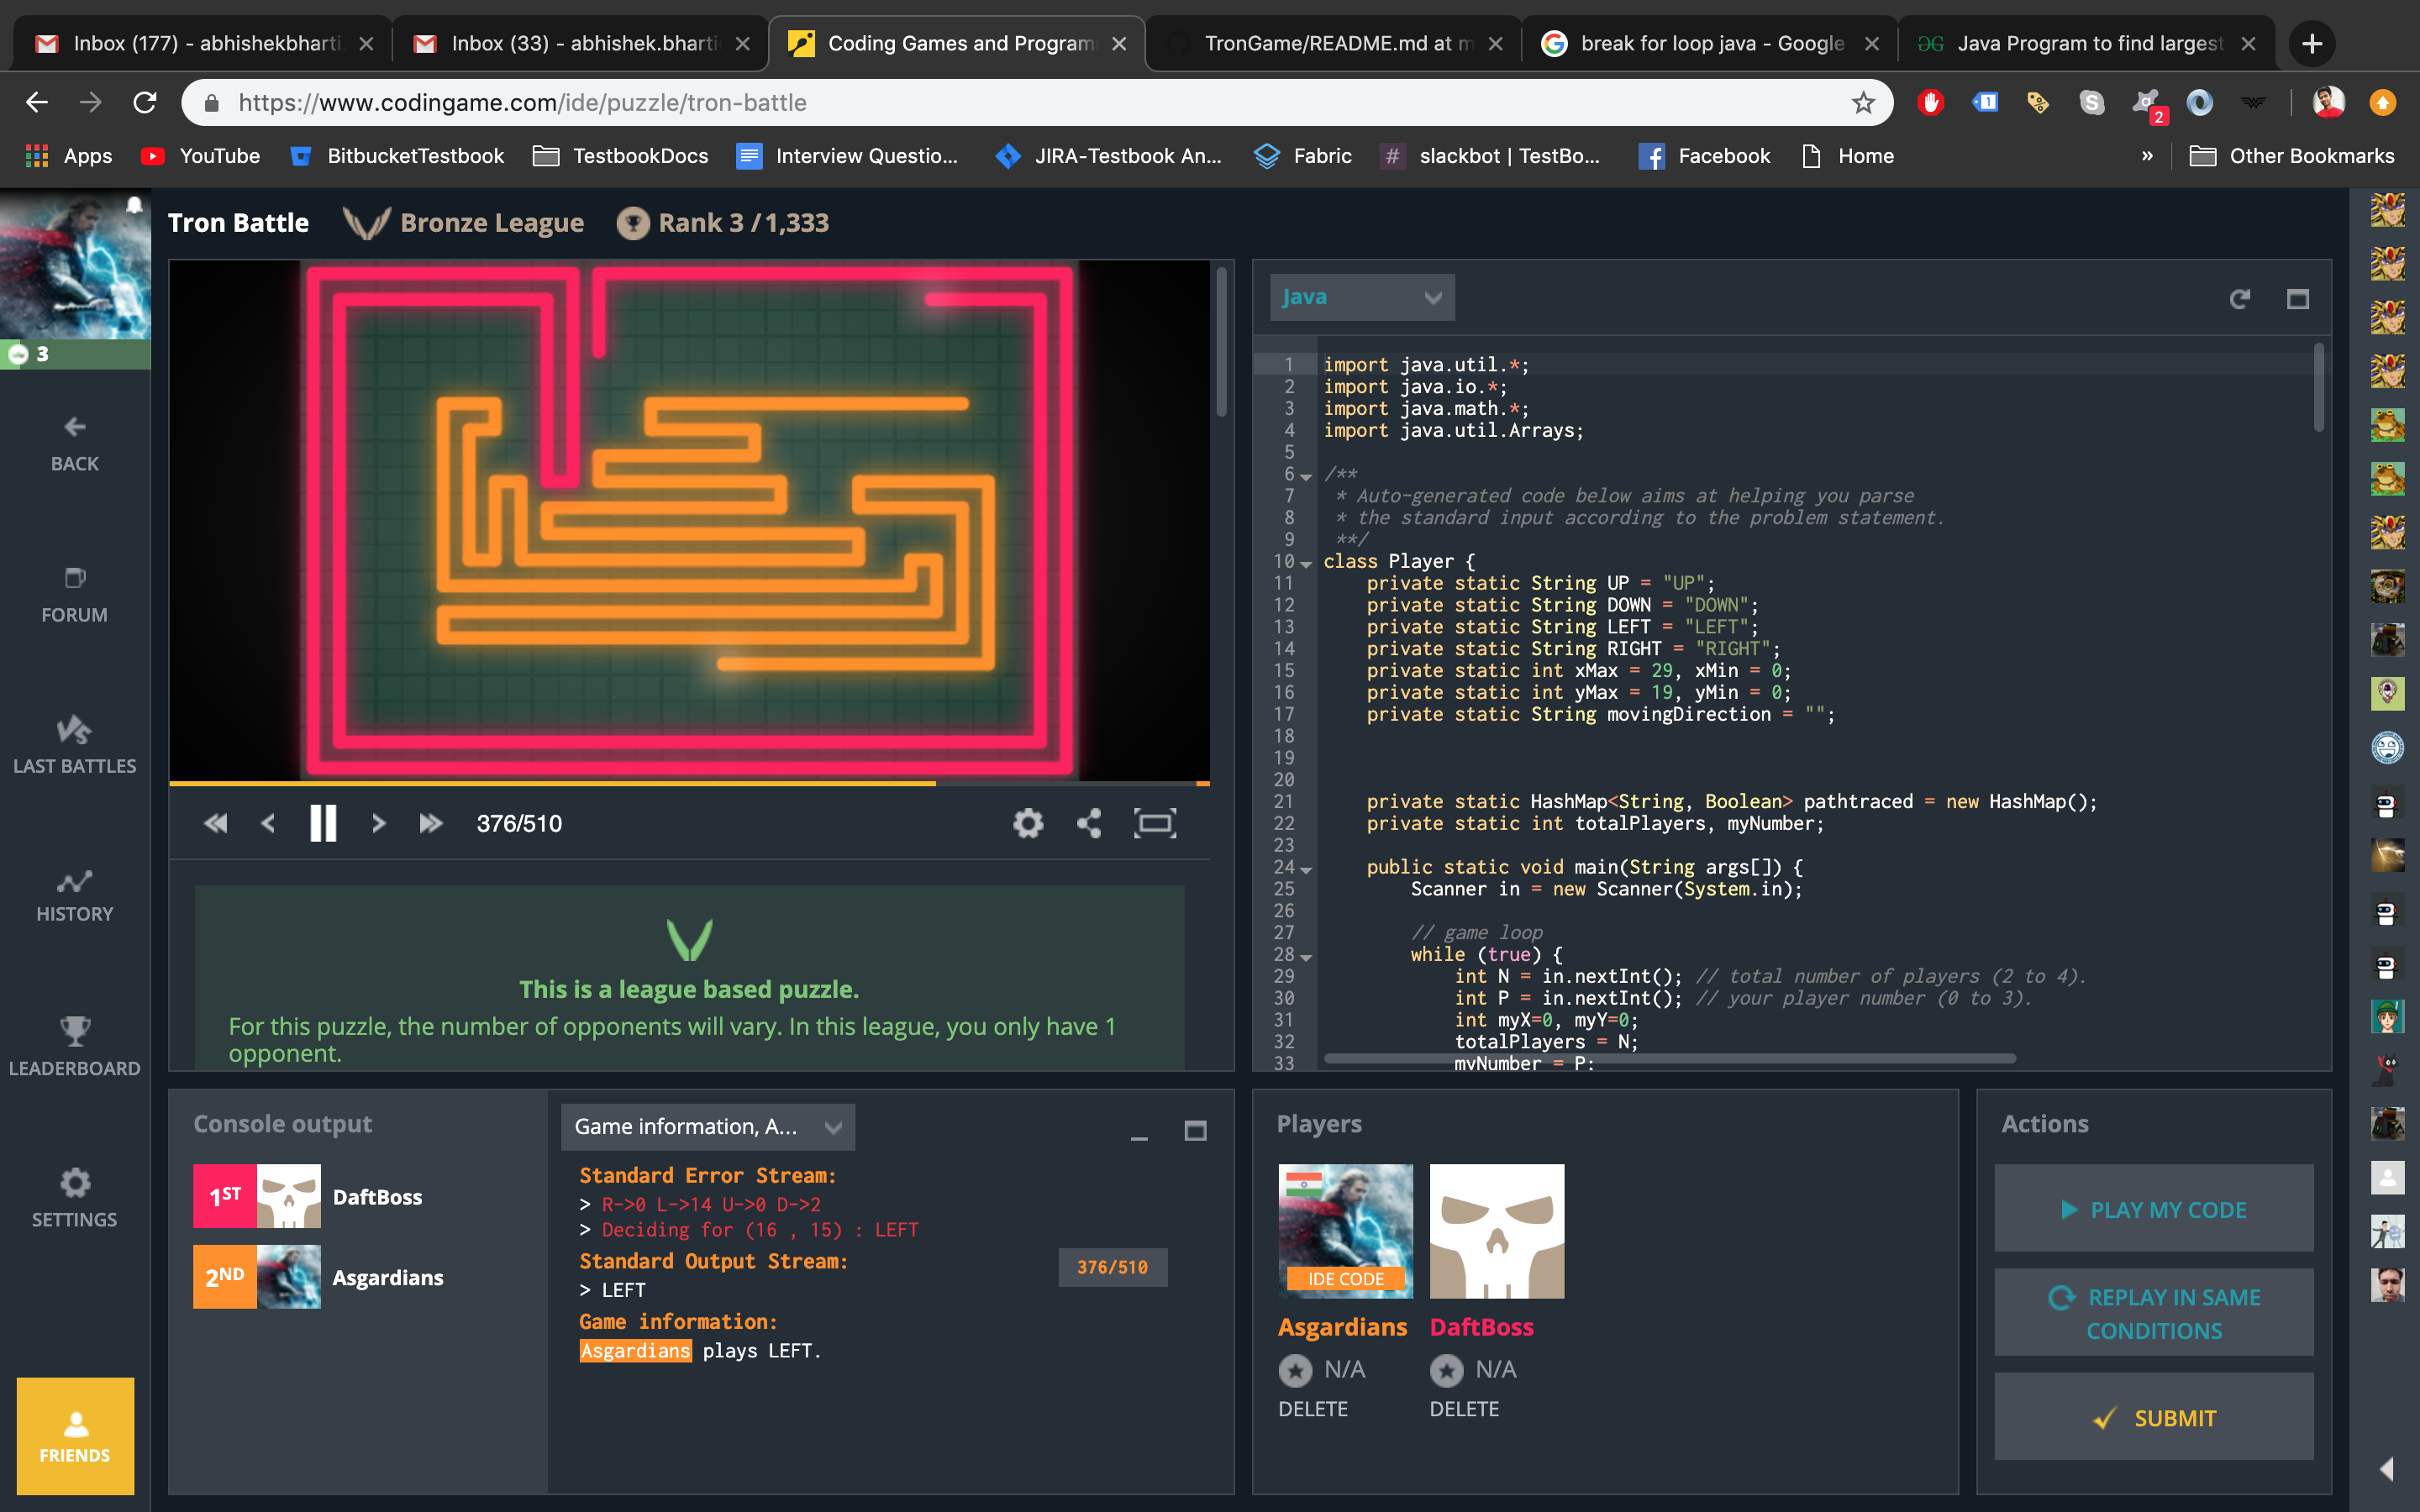 Inbox (177) - abhishekbharti
Inbox (33) - abhishek.bharti
Coding Games and Program
TronGame/README.md at m
break for loop java - Google
Java Program to find largest
https://www.codingame.com/ide/puzzle/tron-battle
1
2
Apps
YouTube
BitbucketTestbook
TestbookDocs
Interview Questio...
JIRA-Testbook An...
Fabric
slackbot | TestBo...
Facebook
Home
»
Other Bookmarks
Tron Battle
Bronze League
Rank 3 / 1,333
3
BACK
FORUM
LAST BATTLES
HISTORY
LEADERBOARD
SETTINGS
FRIENDS
376/510
This is a league based puzzle.
For this puzzle, the number of opponents will vary. In this league, you only have 1
opponent.
Java
1 import java.util.*;
2 import java.io.*;
3 import java.math.*;
4 import java.util.Arrays;
5
6 /**
7 * Auto-generated code below aims at helping you parse
8 * the standard input according to the problem statement.
9 **/
10 class Player {
11 private static String UP = "UP";
12 private static String DOWN = "DOWN";
13 private static String LEFT = "LEFT";
14 private static String RIGHT = "RIGHT";
15 private static int xMax = 29, xMin = 0;
16 private static int yMax = 19, yMin = 0;
17 private static String movingDirection = "";
18
19
20
21 private static HashMap<String, Boolean> pathtraced = new HashMap();
22 private static int totalPlayers, myNumber;
23
24 public static void main(String args[]) {
25 Scanner in = new Scanner(System.in);
26
27 // game loop
28 while (true) {
29 int N = in.nextInt(); // total number of players (2 to 4).
30 int P = in.nextInt(); // your player number (0 to 3).
31 int myX=0, myY=0;
32 totalPlayers = N;
33 myNumber = P;
Console output
1ST DaftBoss
2ND Asgardians
Game information, A...
Standard Error Stream:
> R->0 L->14 U->0 D->2
> Deciding for (16 , 15) : LEFT
Standard Output Stream:
> LEFT
376/510
Game information:
Asgardians plays LEFT.
Players
IDE CODE
Asgardians
N/A
DELETE
DaftBoss
N/A
DELETE
Actions
PLAY MY CODE
REPLAY IN SAME
CONDITIONS
SUBMIT